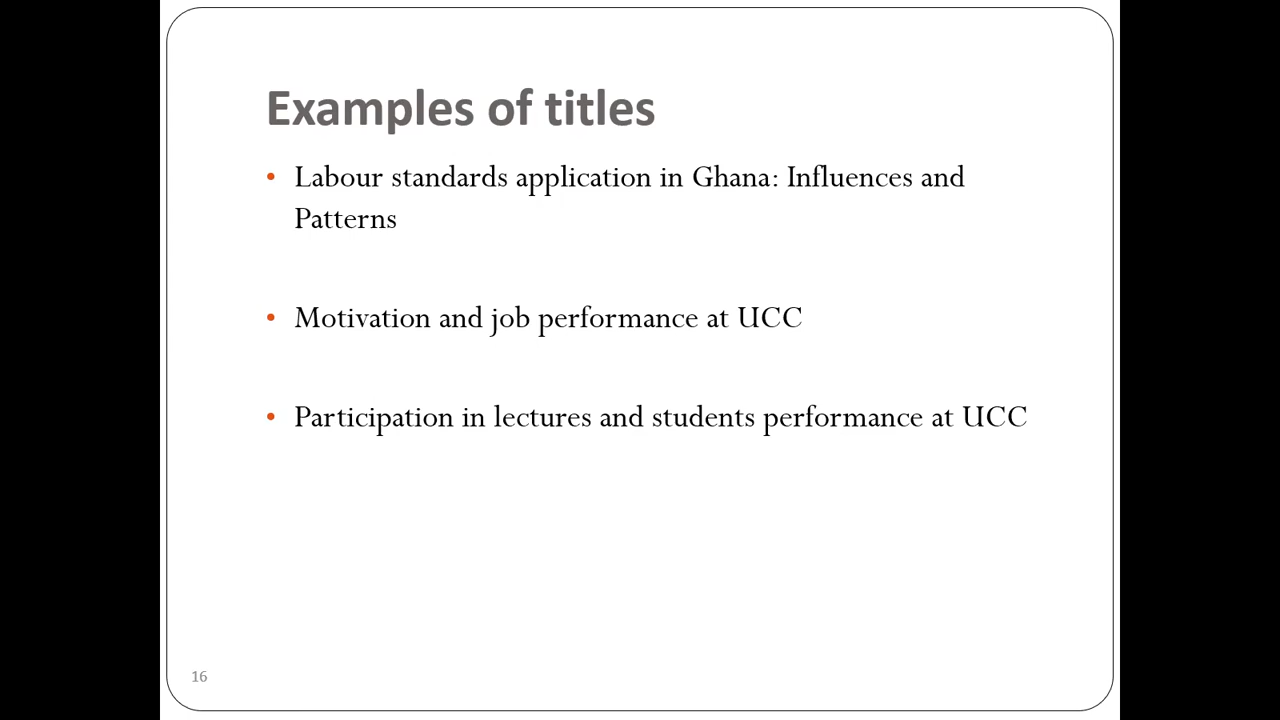 Examples of titles
• Labour standards application in Ghana: Influences and
Patterns
• Motivation and job performance at UCC
• Participation in lectures and students performance at UCC
16